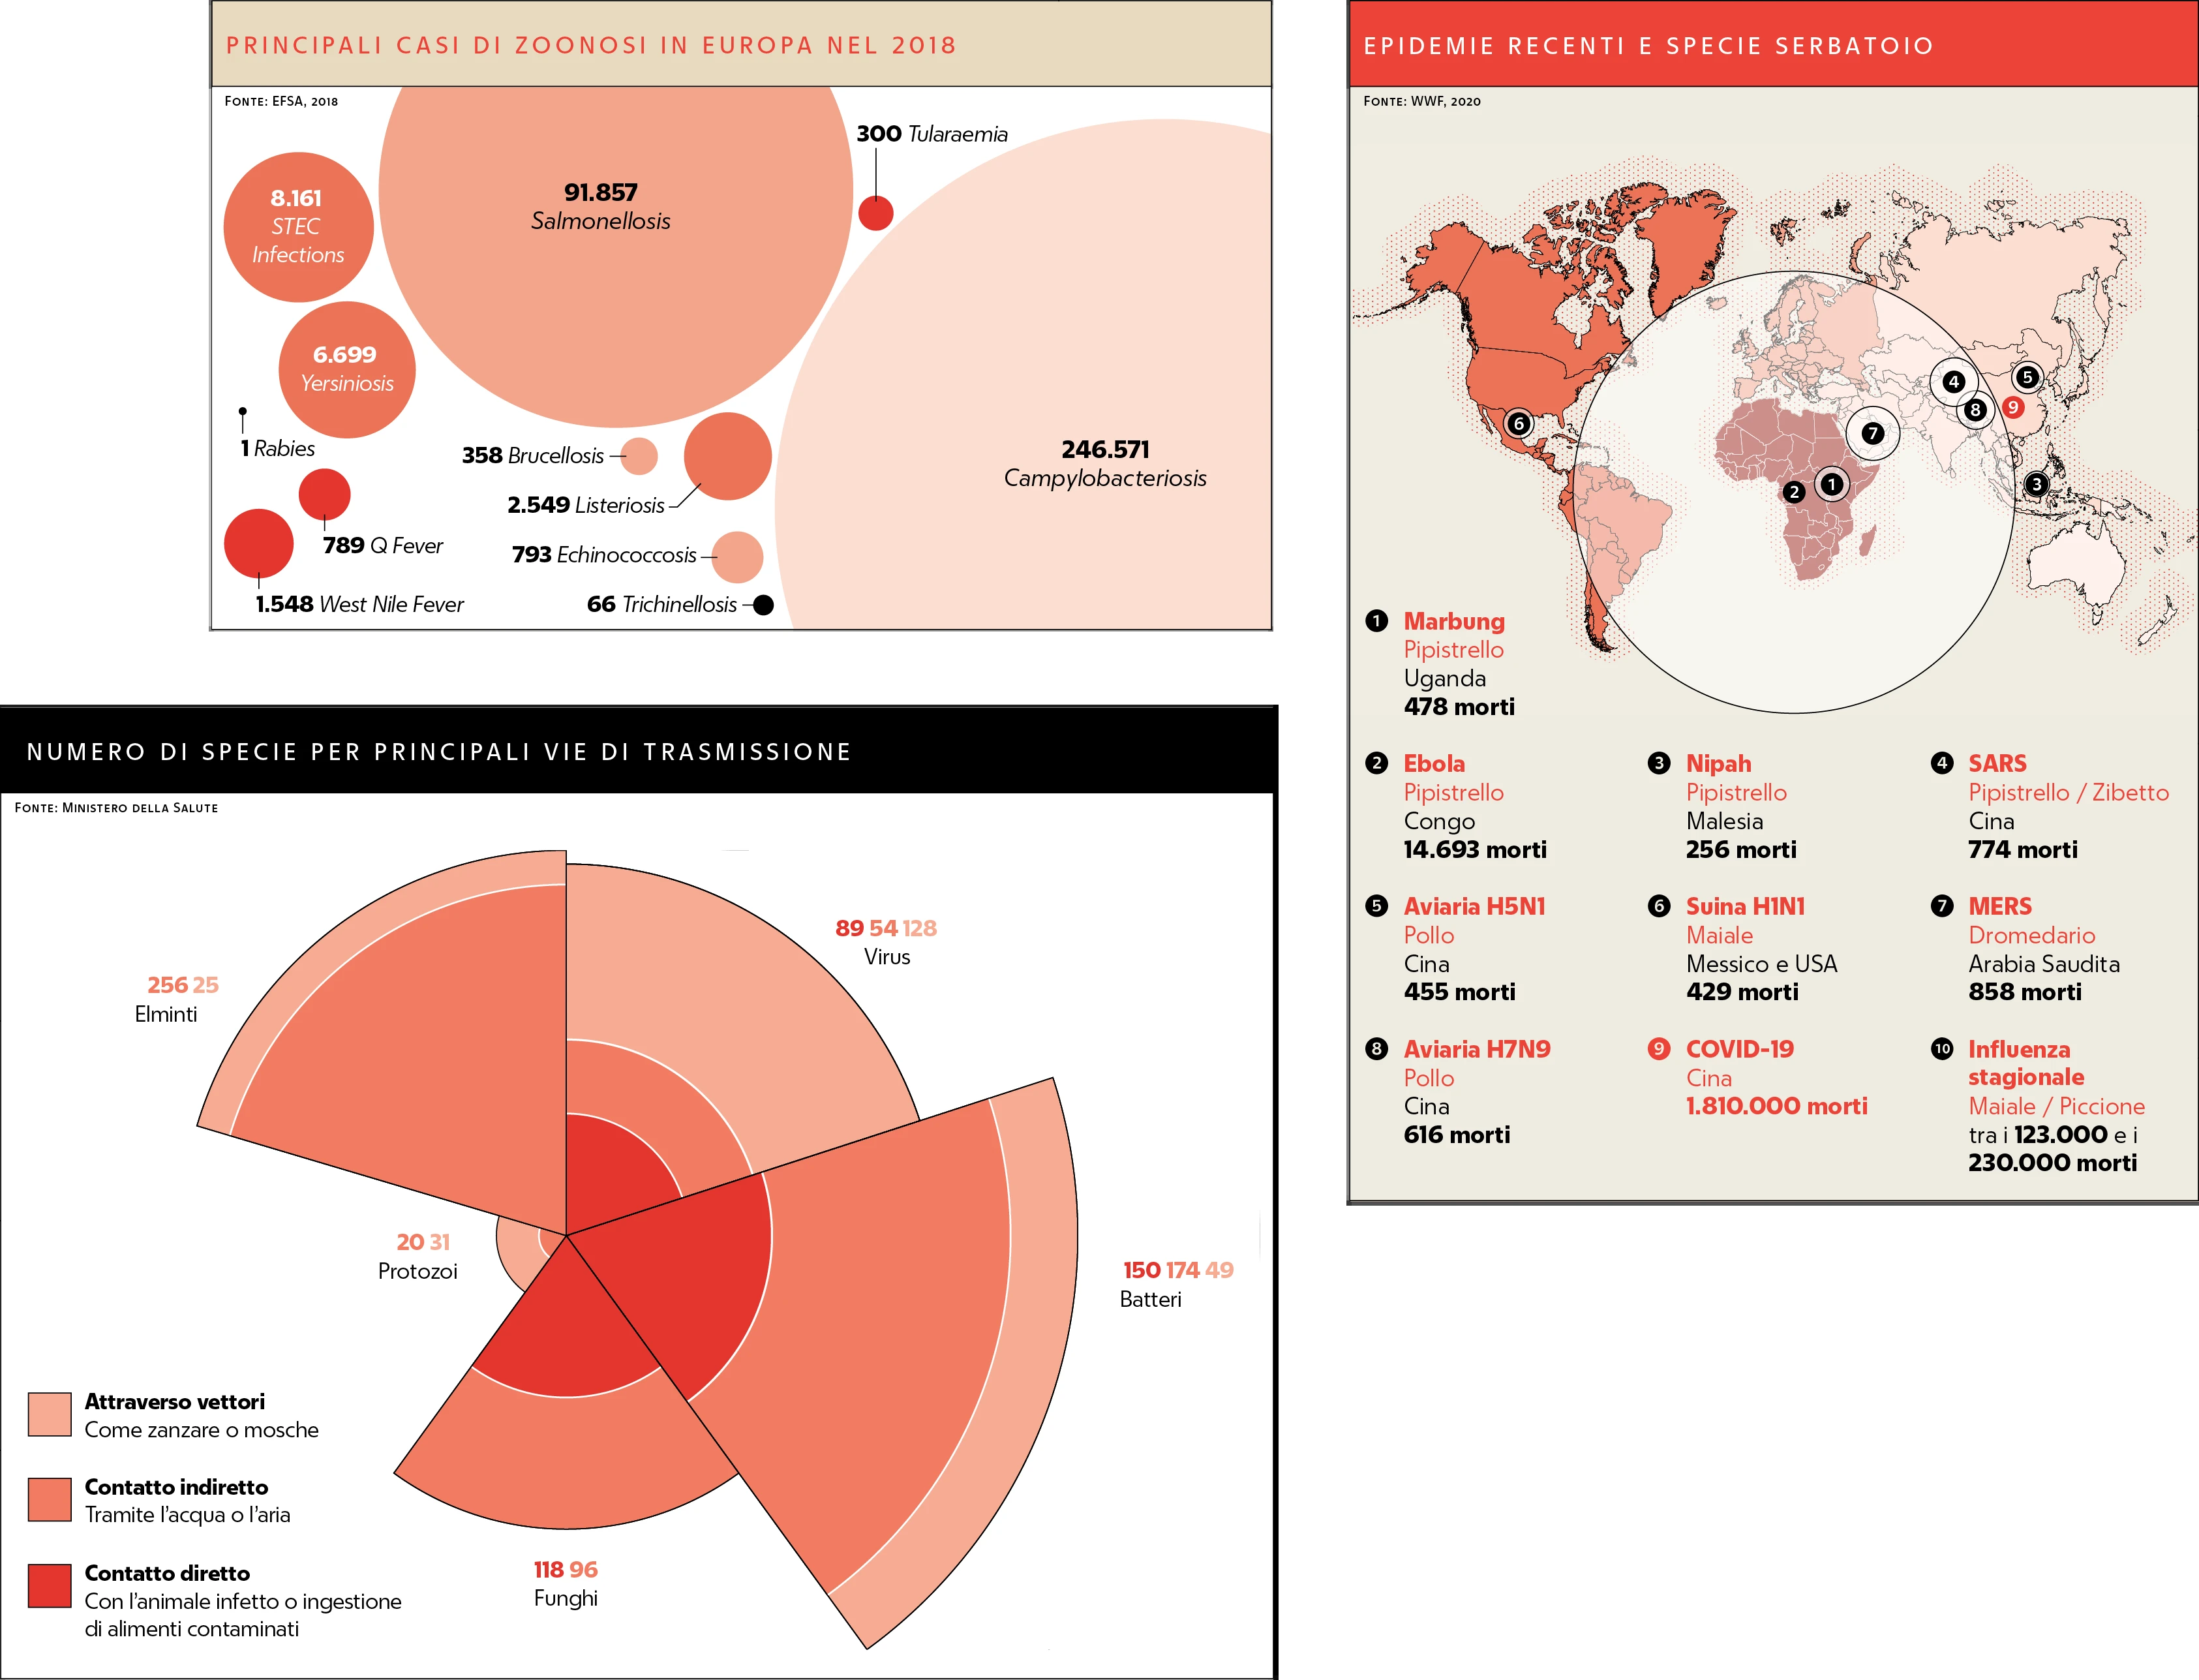 PRINCIPALI CASI DI ZOONOSI IN EUROPA NEL 2018
FONTE: EFSA, 2018
8.161
STEC
Infections
91.857
Salmonellosis
300 Tularaemia
6.699
Yersiniosis
1 Rabies
358 Brucellosis
2.549 Listeriosis
246.571
Campylobacteriosis
789 Q Fever
793 Echinococcosis
1.548 West Nile Fever
66 Trichinellosis
NUMERO DI SPECIE PER PRINCIPALI VIE DI TRASMISSIONE
FONTE: MINISTERO DELLA SALUTE
89 54 128
Virus
256 25
Elminti
20 31
Protozoi
150 174 49
Batteri
118 96
Funghi
Attraverso vettori
Come zanzare o mosche
Contatto indiretto
Tramite l'acqua o l'aria
Contatto diretto
Con l'animale infetto o ingestione
di alimenti contaminati
EPIDEMIE RECENTI E SPECIE SERBATOIO
FONTE: WWF, 2020
4
5
8
9
6
7
2
1
3
1 Marbung
Pipistrello
Uganda
478 morti
2 Ebola
Pipistrello
Congo
14.693 morti
3 Nipah
Pipistrello
Malesia
256 morti
4 SARS
Pipistrello / Zibetto
Cina
774 morti
5 Aviaria H5N1
Pollo
Cina
455 morti
6 Suina H1N1
Maiale
Messico e USA
429 morti
7 MERS
Dromedario
Arabia Saudita
858 morti
8 Aviaria H7N9
Pollo
Cina
616 morti
9 COVID-19
Cina
1.810.000 morti
10 Influenza
stagionale
Maiale / Piccione
tra i 123.000 e i
230.000 morti